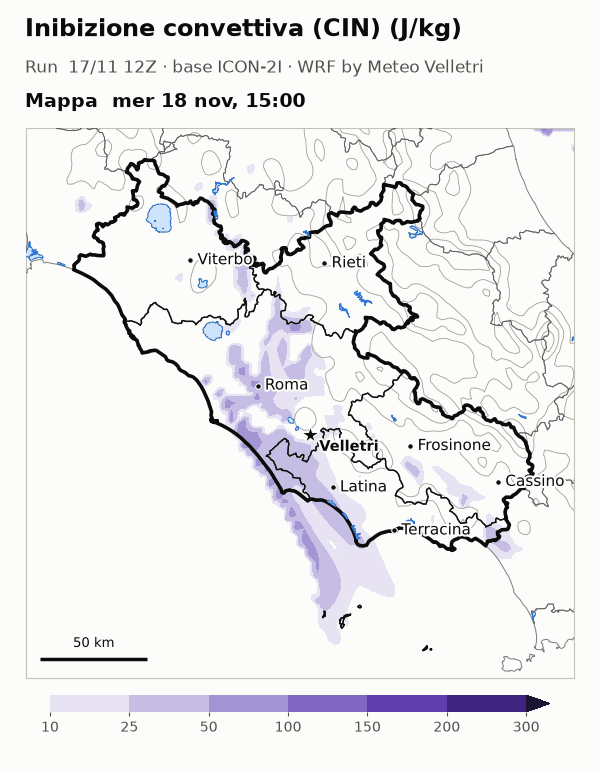 Inibizione convettiva (CIN) (J/kg)
Run  17/11 12Z · base ICON-2I · WRF by Meteo Velletri
Mappa  mer 18 nov, 15:00
Viterbo
Rieti
Roma
Velletri
Frosinone
Latina
Cassino
Terracina
50 km
10 25 50 100 150 200 300